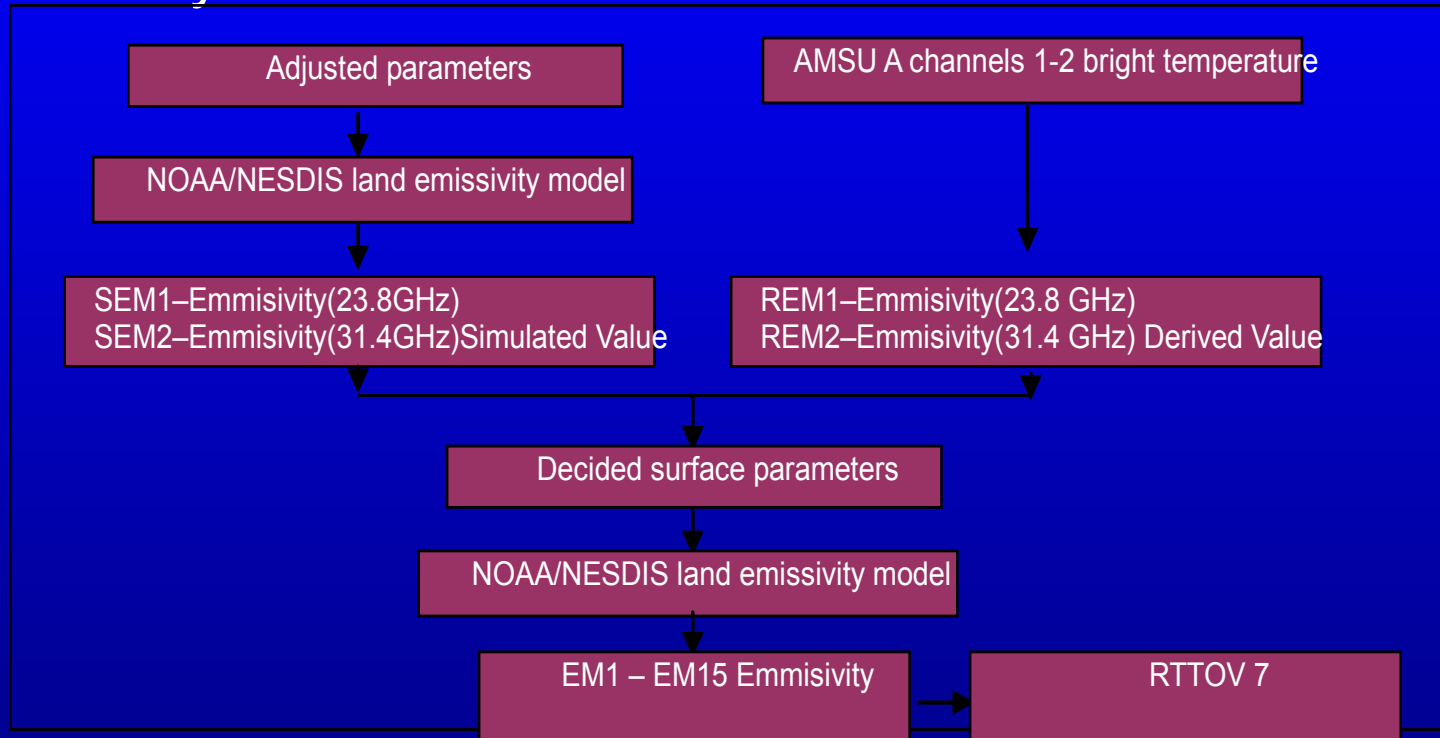 Adjusted parameters
AMSU A channels 1-2 bright temperature
NOAA/NESDIS land emissivity model
SEM1–Emmisivity(23.8GHz)
SEM2–Emmisivity(31.4GHz)Simulated Value
REM1–Emmisivity(23.8 GHz)
REM2–Emmisivity(31.4 GHz) Derived Value
Decided surface parameters
NOAA/NESDIS land emissivity model
EM1 – EM15 Emmisivity
RTTOV 7